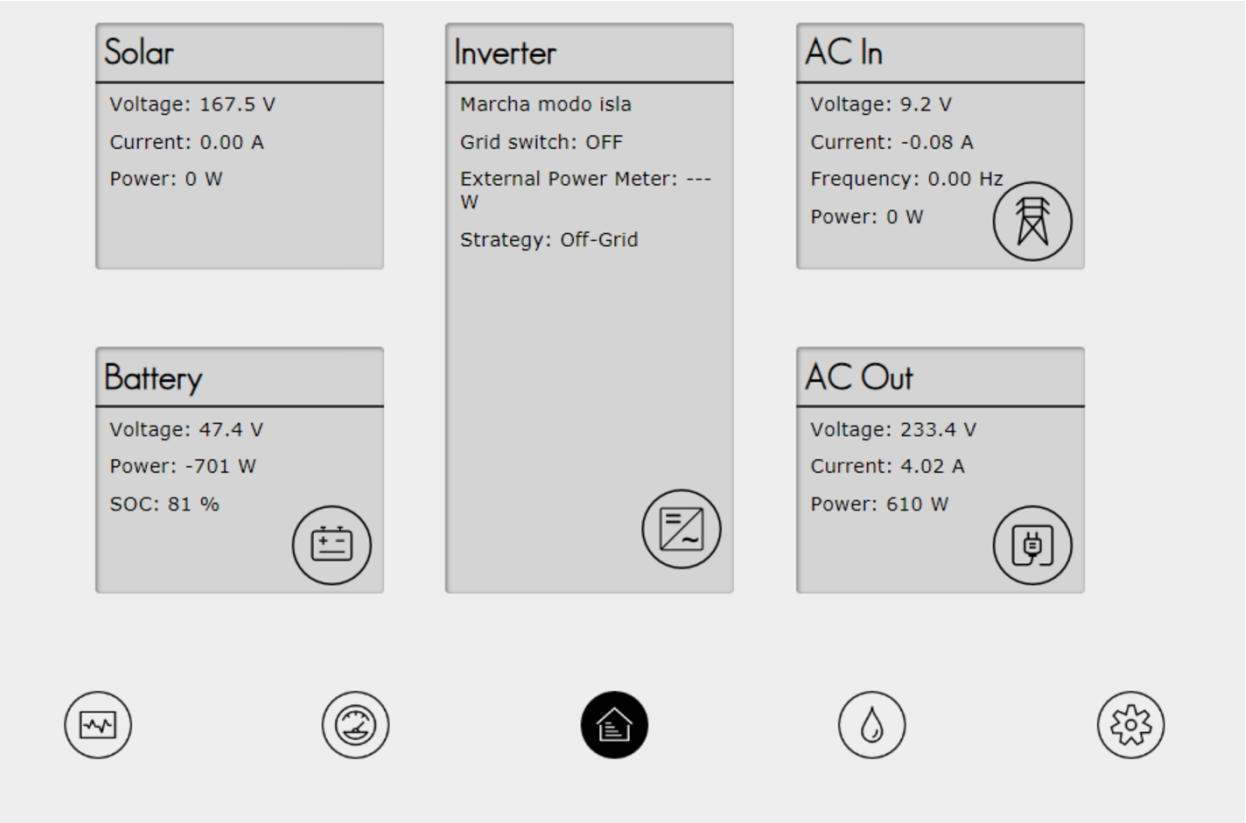 Solar
Voltage: 167.5 V
Current: 0.00 A
Power: 0 W
Inverter
Marcha modo isla
Grid switch: OFF
External Power Meter: ---
W
Strategy: Off-Grid
AC In
Voltage: 9.2 V
Current: -0.08 A
Frequency: 0.00 Hz
Power: 0 W
Battery
Voltage: 47.4 V
Power: -701 W
SOC: 81 %
AC Out
Voltage: 233.4 V
Current: 4.02 A
Power: 610 W